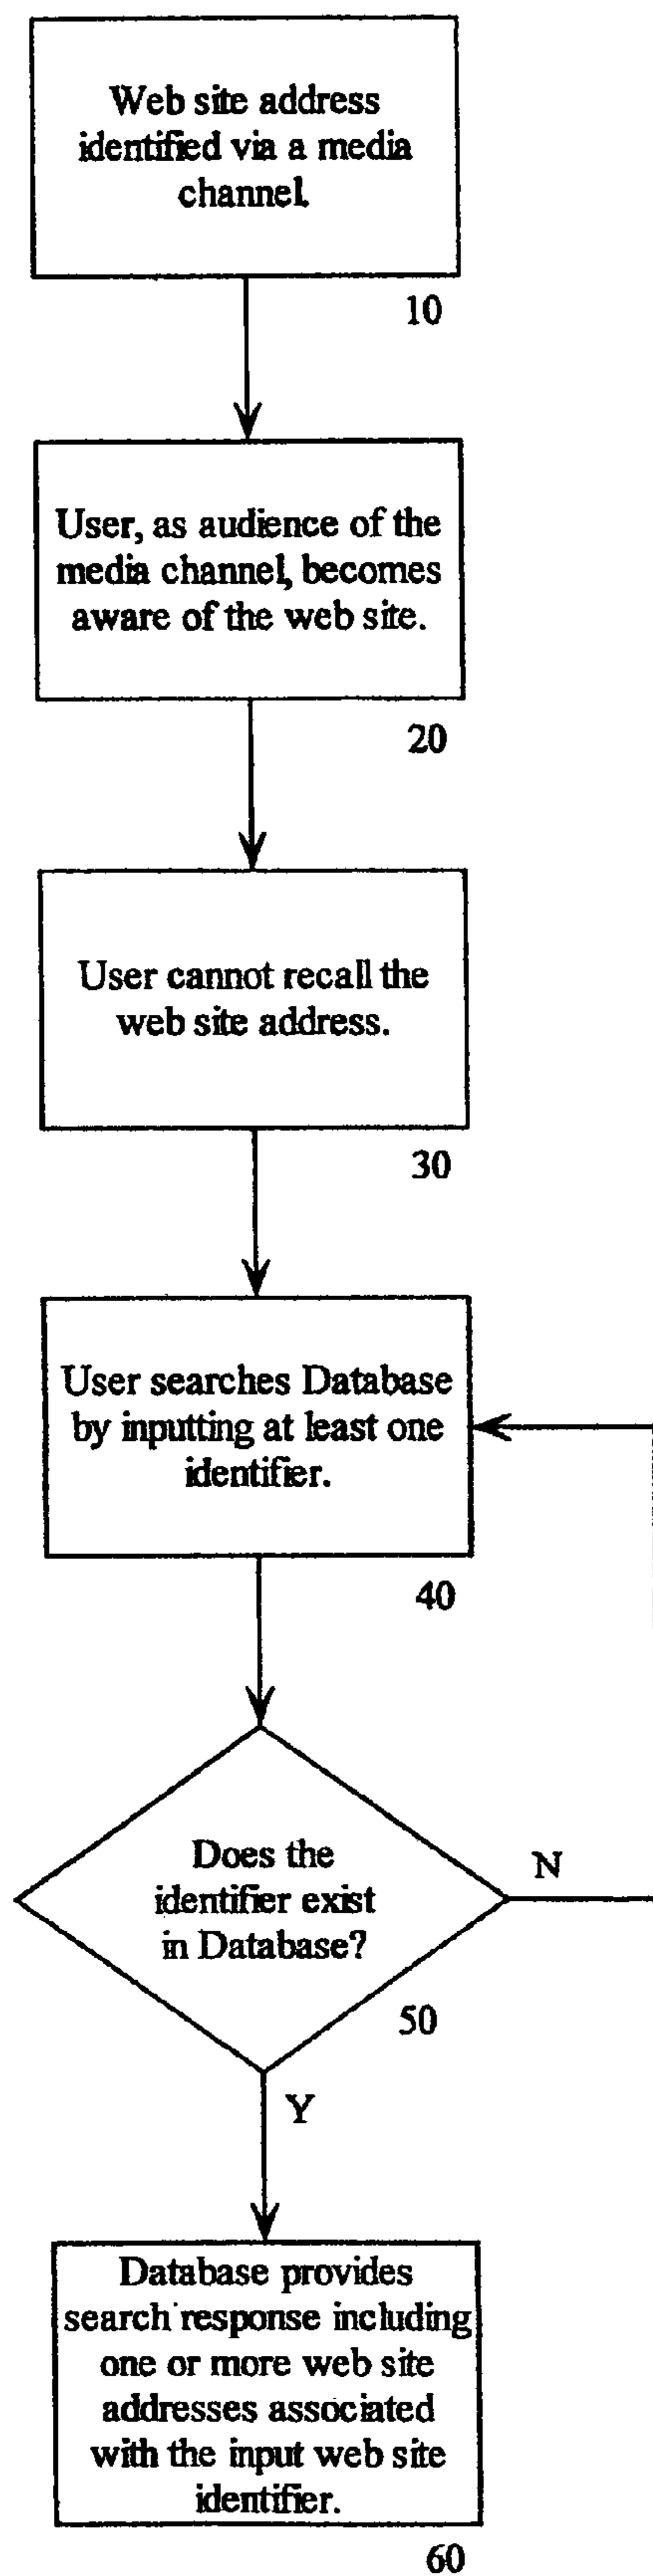 Web site address
identified via a media
channel.
10
User, as audience of the
media channel, becomes
aware of the web site.
20
User cannot recall the
web site address.
30
User searches Database
by inputting at least one
identifier.
40
Does the
identifier exist
in Database?
N
50
Y
Database provides
search response including
one or more web site
addresses associated
with the input web site
identifier.
60